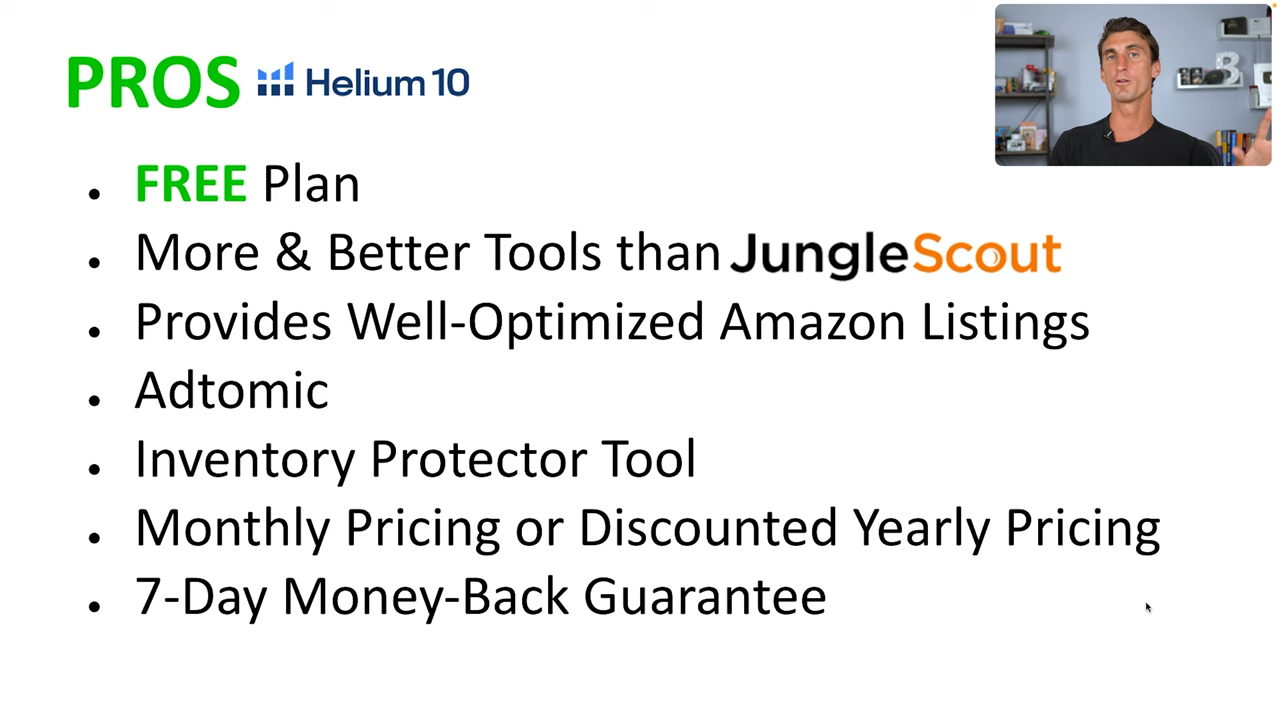 PROS Helium 10
FREE Plan
More & Better Tools than JungleScout
Provides Well-Optimized Amazon Listings
Adtomic
Inventory Protector Tool
Monthly Pricing or Discounted Yearly Pricing
7-Day Money-Back Guarantee